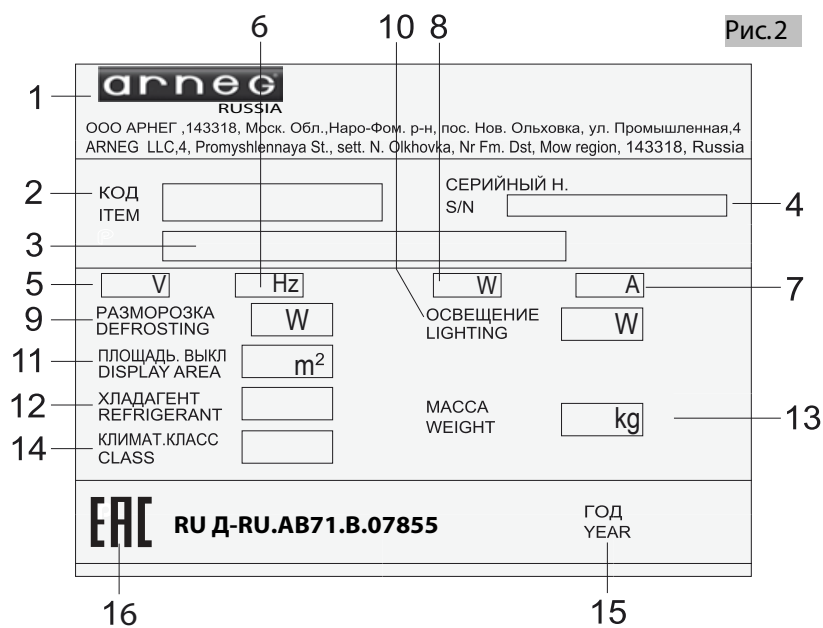 6 10 8 Рис.2
1 arneg
RUSSIA
ООО АРНЕГ ,143318, Моск. Обл.,Наро-Фом. р-н, пос. Нов. Ольховка, ул. Промышленная,4
ARNEG LLC,4, Promyshlennaya St., sett. N. Olkhovka, Nr Fm. Dst, Mow region, 143318, Russia
2 КОД СЕРИЙНЫЙ Н.
ITEM S/N 4
3
5 V Hz W A 7
9 РАЗМОРОЗКА W ОСВЕЩЕНИЕ W
DEFROSTING LIGHTING
11 ПЛОЩАДЬ. ВЫКЛ m²
DISPLAY AREA
12 ХЛАДАГЕНТ МАССА kg 13
REFRIGERANT WEIGHT
14 КЛИМАТ.КЛАСС
CLASS
EAC RU Д-RU.АВ71.В.07855 ГОД
YEAR
16 15